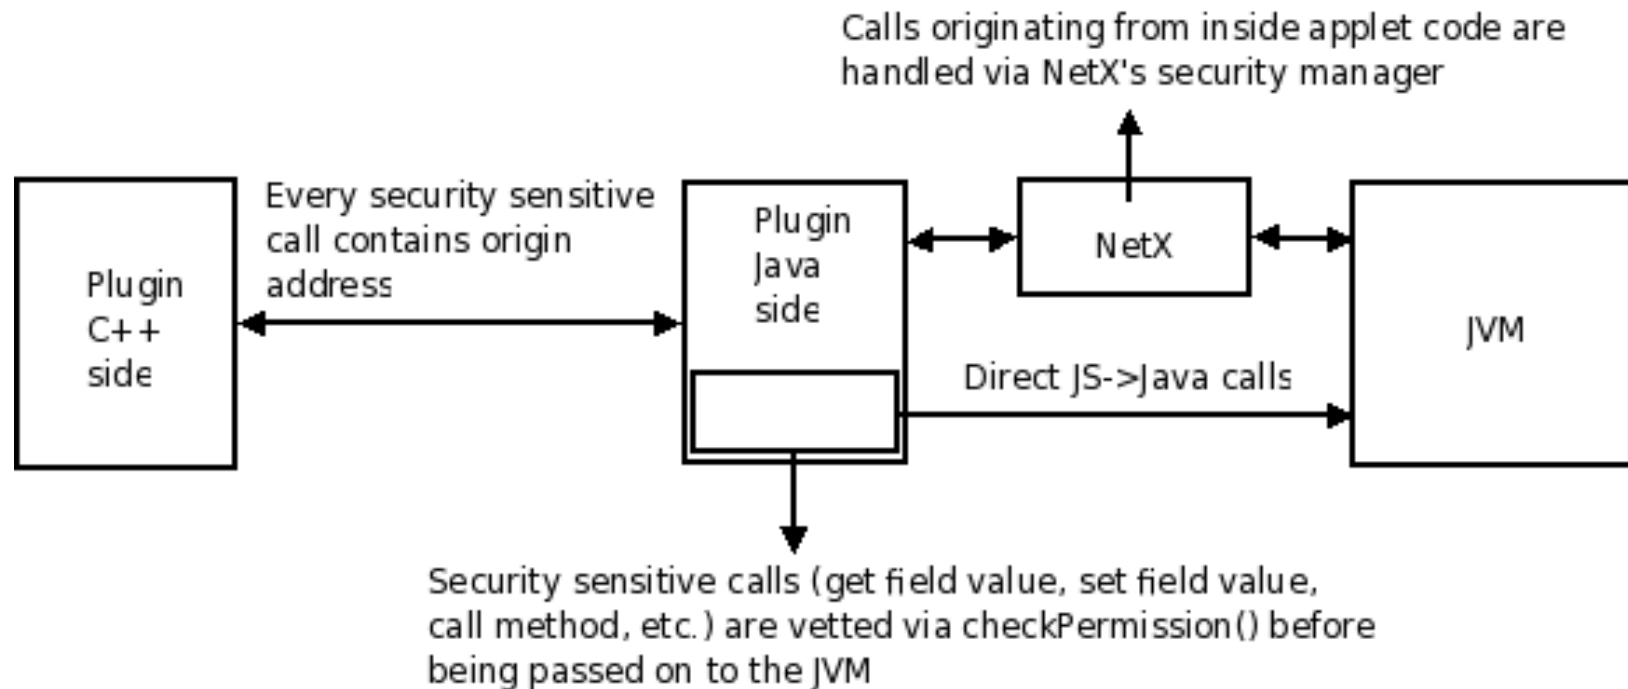 Calls originating from inside applet code are
handled via NetX's security manager
Every security sensitive
call contains origin
address
Plugin
C++
side
Plugin
Java
side
NetX
JVM
Direct JS->Java calls
Security sensitive calls (get field value, set field value,
call method, etc.) are vetted via checkPermission() before
being passed on to the JVM